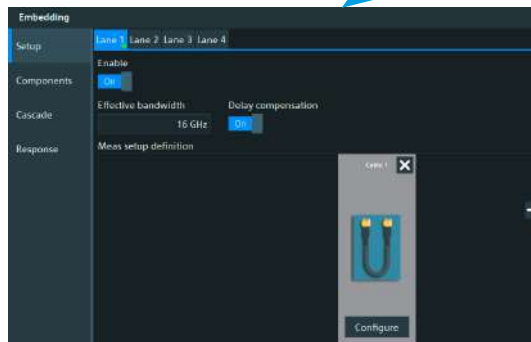 Embedding
Setup
Lane 1 Lane 2 Lane 3 Lane 4
Enable
On
Components
Effective bandwidth Delay compensation
Cascade
16 GHz On
Response
Meas setup definition
Configure